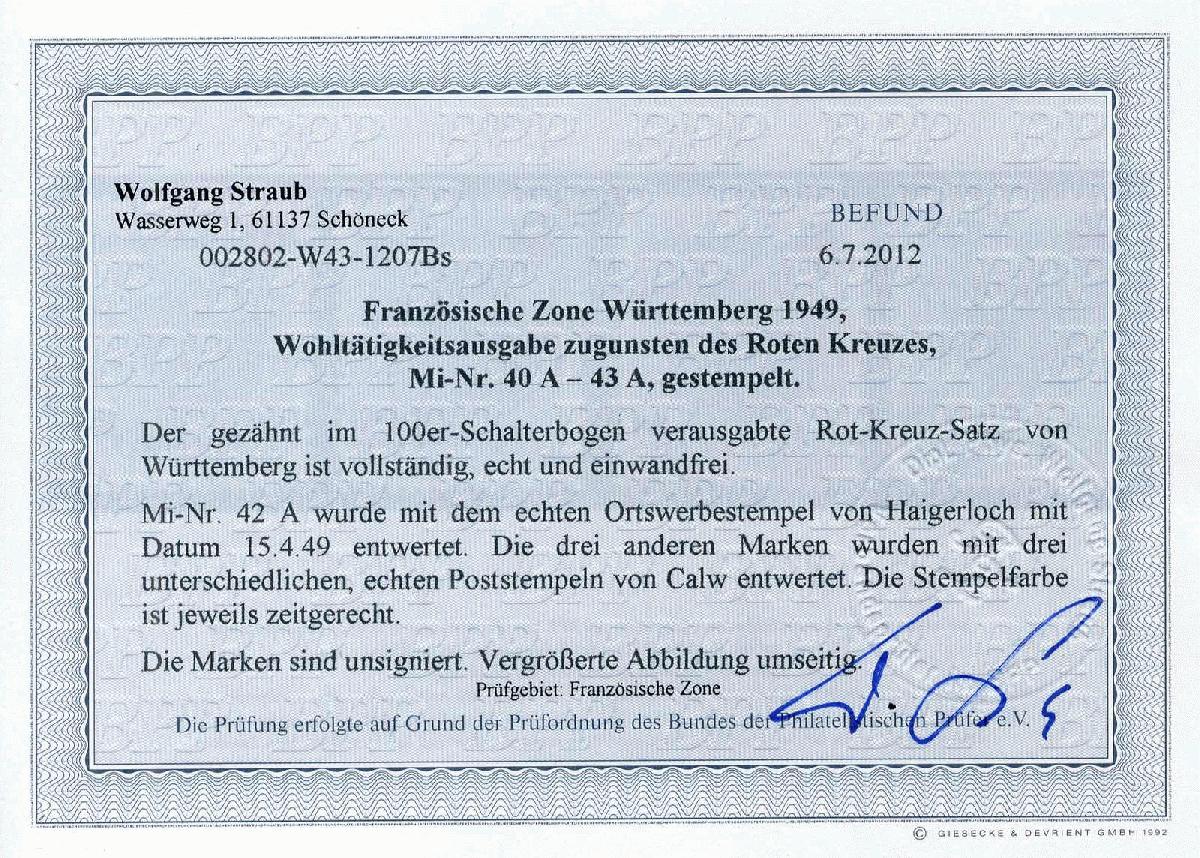 Wolfgang Straub
Wasserweg 1, 61137 Schöneck
BEFUND
002802-W43-1207Bs
6.7.2012
Französische Zone Württemberg 1949,
Wohltätigkeitsausgabe zugunsten des Roten Kreuzes,
Mi-Nr. 40 A – 43 A, gestempelt.
Der gezähnt im 100er-Schalterbogen verausgabte Rot-Kreuz-Satz von
Württemberg ist vollständig, echt und einwandfrei.
Mi-Nr. 42 A wurde mit dem echten Ortswerbestempel von Haigerloch mit
Datum 15.4.49 entwertet. Die drei anderen Marken wurden mit drei
unterschiedlichen, echten Poststempeln von Calw entwertet. Die Stempelfarbe
ist jeweils zeitgerecht.
Die Marken sind unsigniert. Vergrößerte Abbildung umseitig.
Prüfgebiet: Französische Zone
Die Prüfung erfolgte auf Grund der Prüfordnung des Bundes der Philatelistischen Prüfer e.V.
© GIESECKE & DEVRIENT GMBH 1992